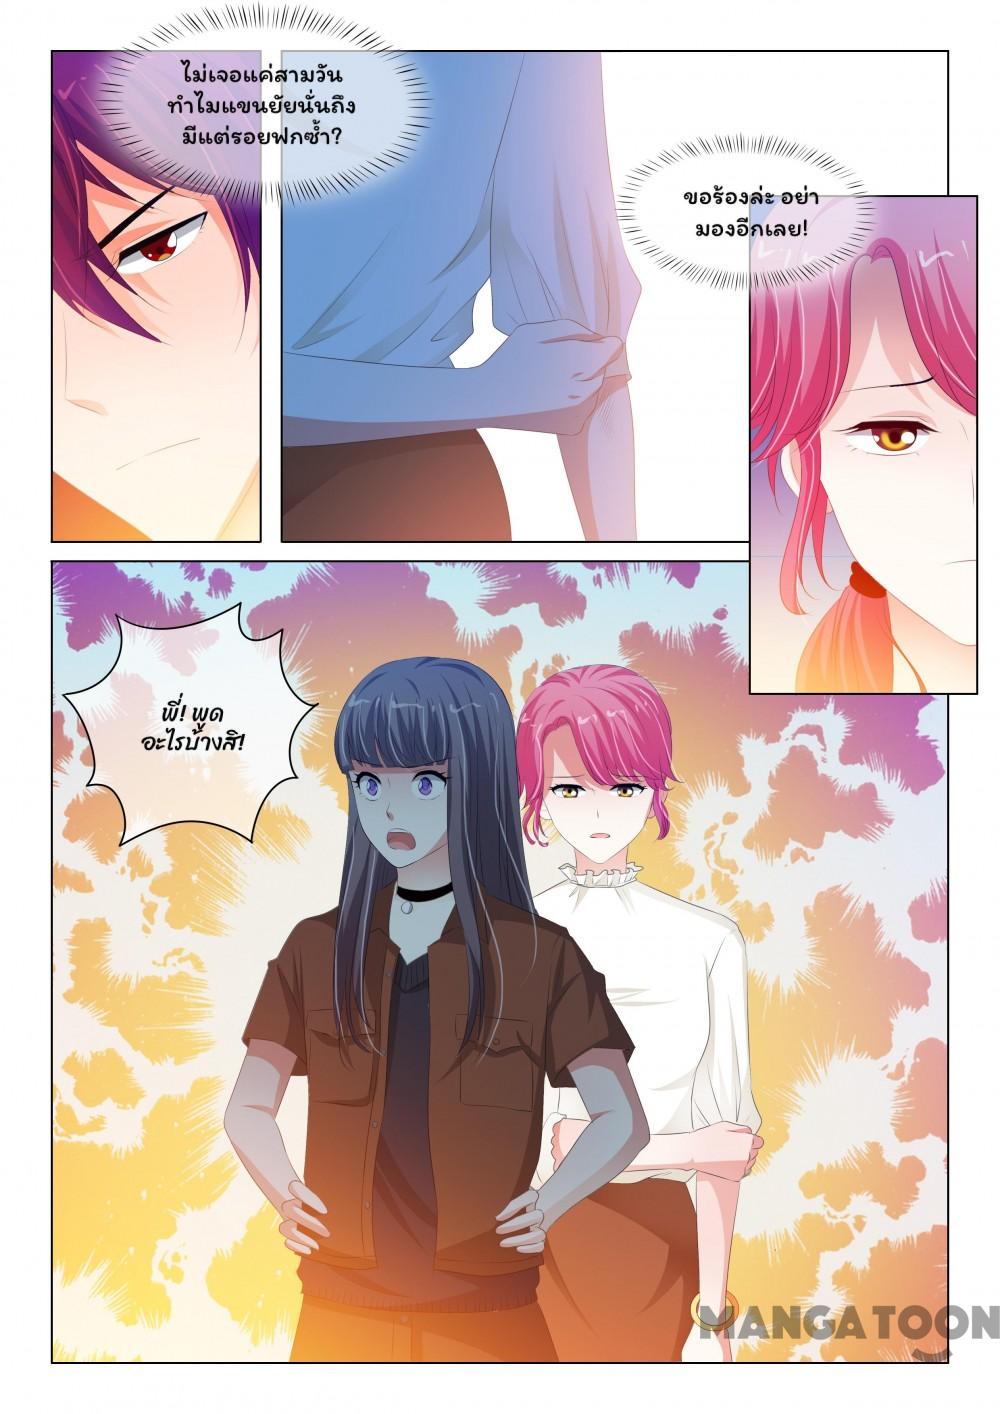 ไม่เจอแค่สามวัน
ทำไมแขนยัยนั่นถึง
มีแต่รอยฟกช้ำ?
ขอร้องล่ะ อย่า
มองอีกเลย!
พี่! พูด
อะไรบ้างสิ!
MANGATOON